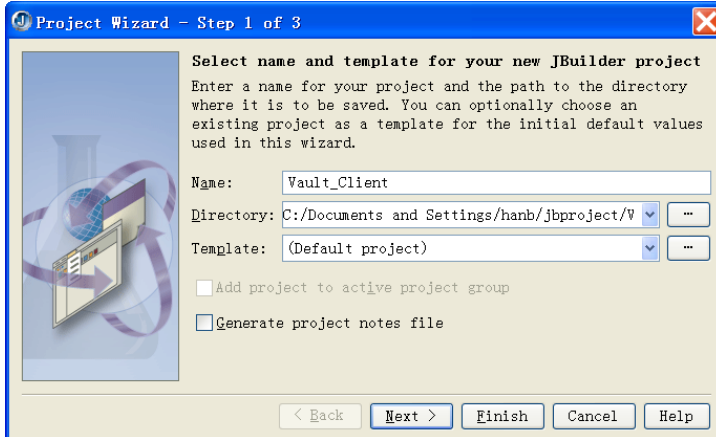 Project Wizard - Step 1 of 3
Select name and template for your new JBuilder project
Enter a name for your project and the path to the directory
where it is to be saved. You can optionally choose an
existing project as a template for the initial default values
used in this wizard.
Name: Vault_Client
Directory: C:/Documents and Settings/hanb/jbproject/V ...
Template: (Default project) ...
Add project to active project group
Generate project notes file
< Back Next > Finish Cancel Help